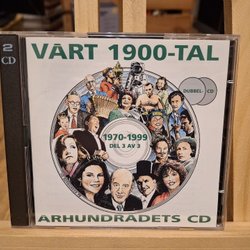 2
CD
VÅRT 1900-TAL
DUBBEL-CD
1970-1999
DEL 3 AV 3
ÅRHUNDRADETS CD